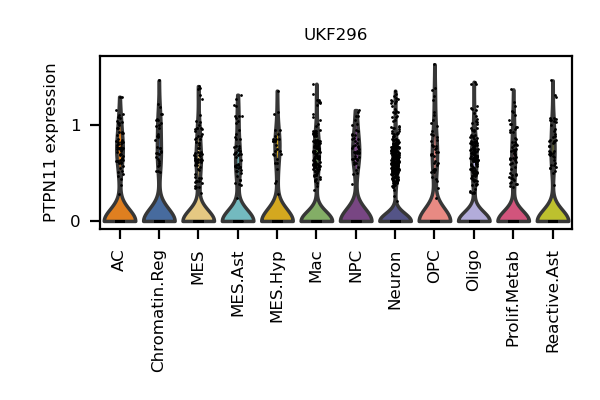 UKF296
PTPN11 expression
1
0
AC
Chromatin.Reg
MES
MES.Ast
MES.Hyp
Mac
NPC
Neuron
OPC
Oligo
Prolif.Metab
Reactive.Ast